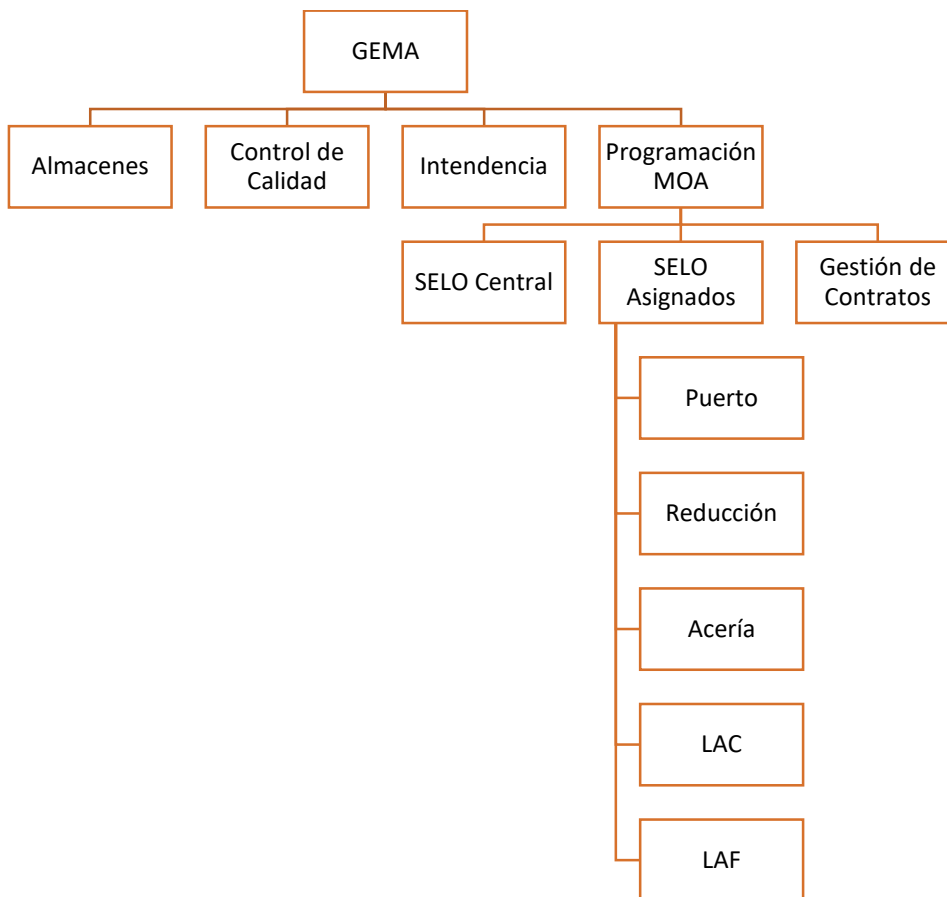 GEMA
Almacenes
Control de
Calidad
Intendencia
Programación
MOA
SELO Central
SELO
Asignados
Gestión de
Contratos
Puerto
Reducción
Acería
LAC
LAF